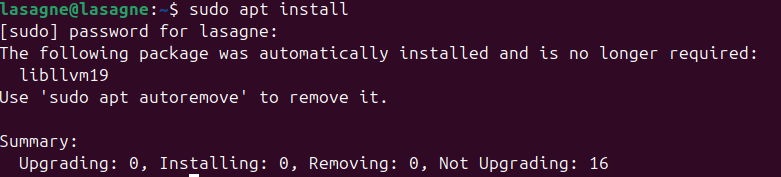 lasagne@lasagne:~$ sudo apt install
[sudo] password for lasagne:
The following package was automatically installed and is no longer required:
  libllvm19
Use 'sudo apt autoremove' to remove it.

Summary:
  Upgrading: 0, Installing: 0, Removing: 0, Not Upgrading: 16